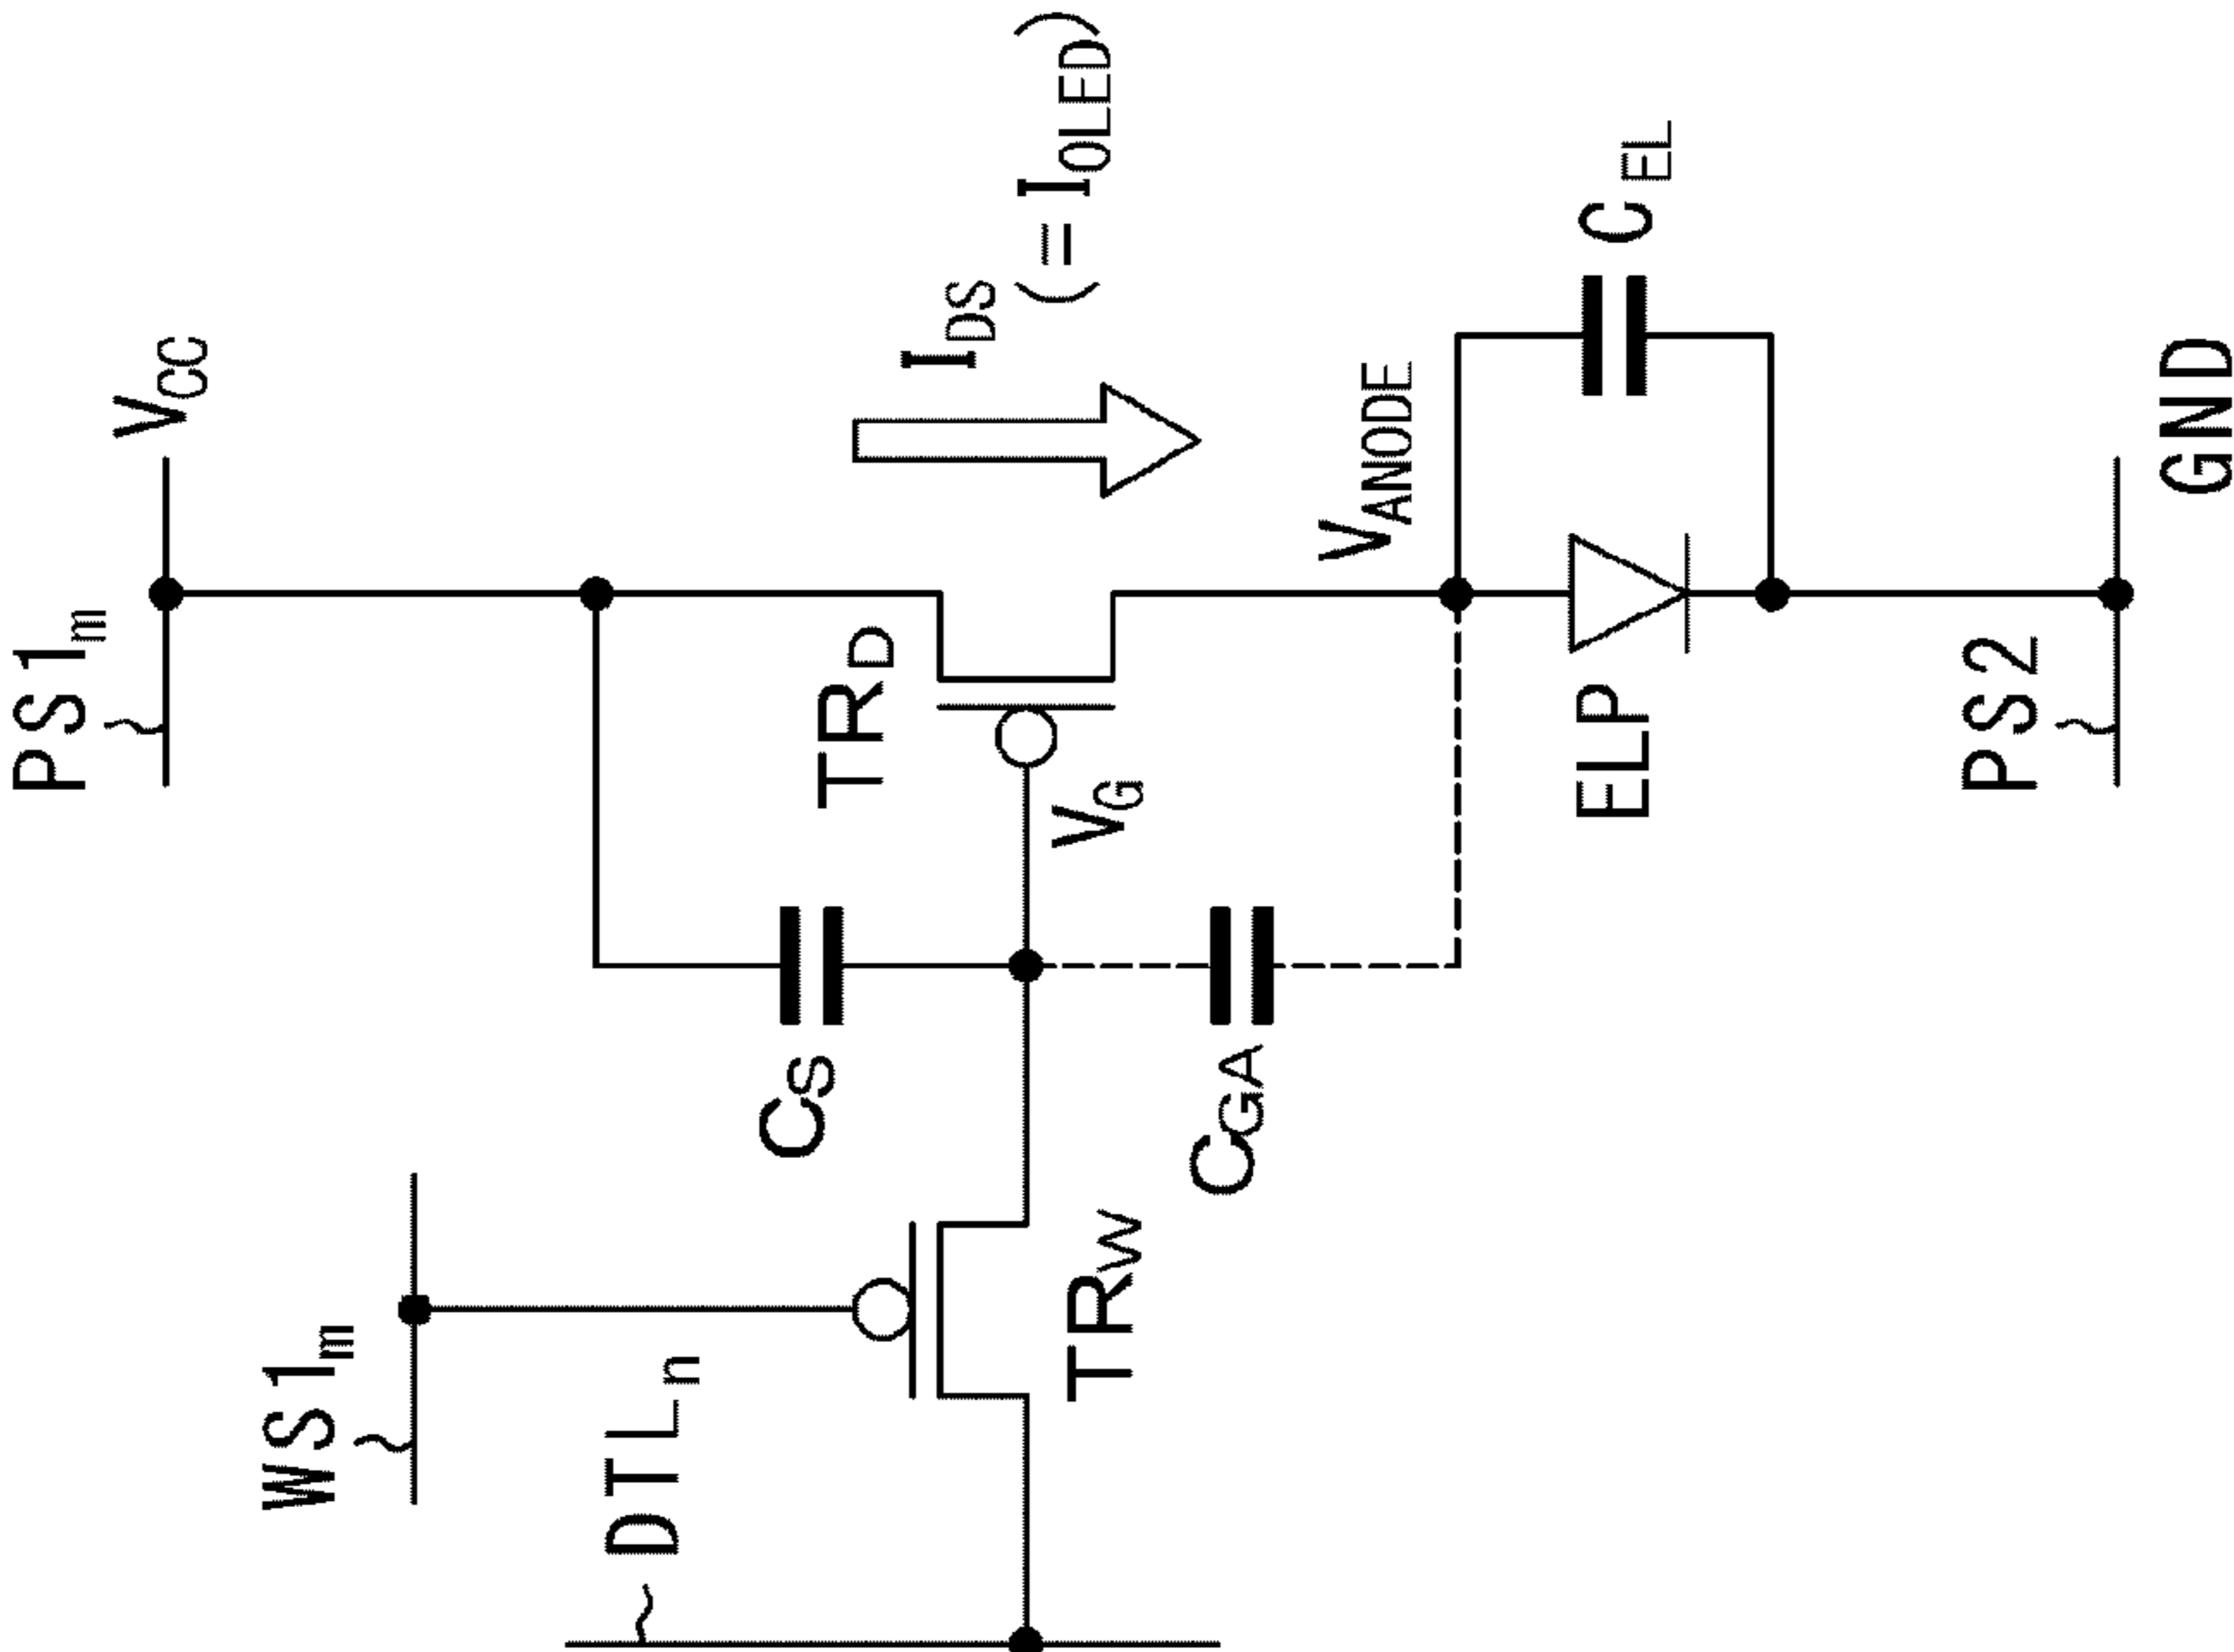 PS1m
VCC
WS1m
DTLn
CS
TRD
IDS
(=IOLED)
VG
TRW
CGA
VANODE
ELP
CEL
PS2
GND